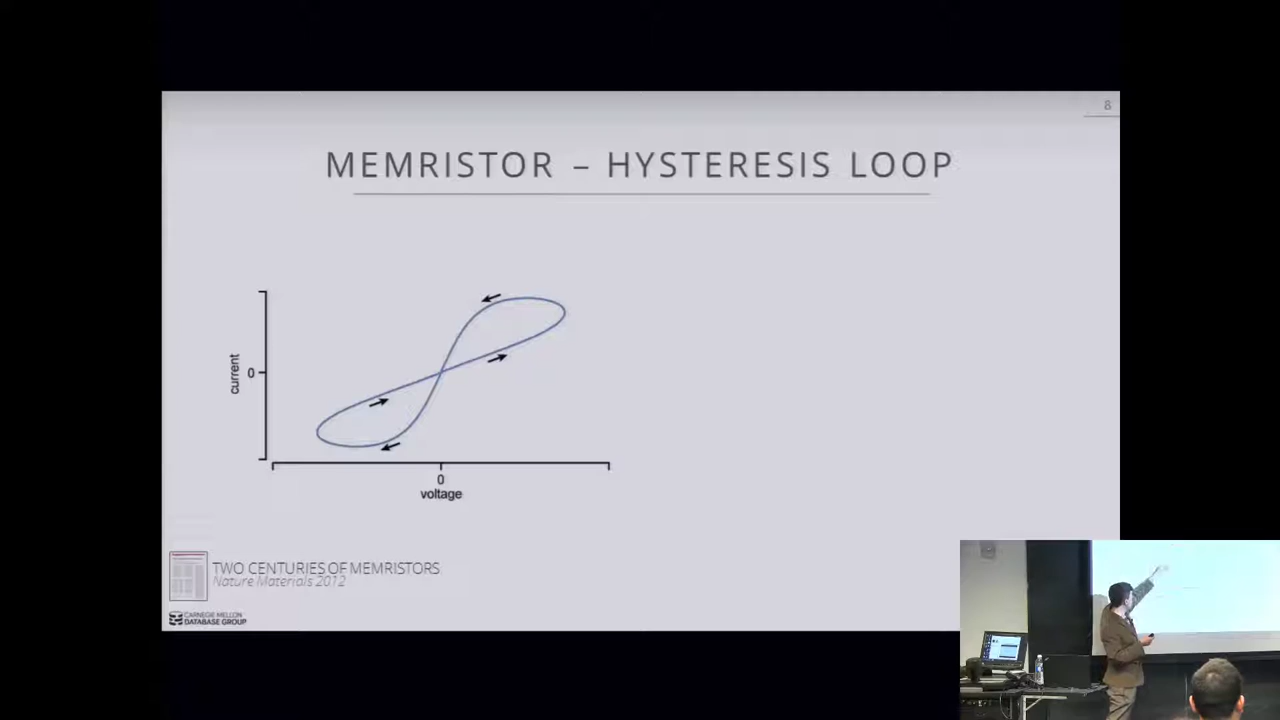 8
MEMRISTOR – HYSTERESIS LOOP
current
0
0
voltage
TWO CENTURIES OF MEMRISTORS
Nature Materials 2012
CARNEGIE MELLON
DATABASE GROUP